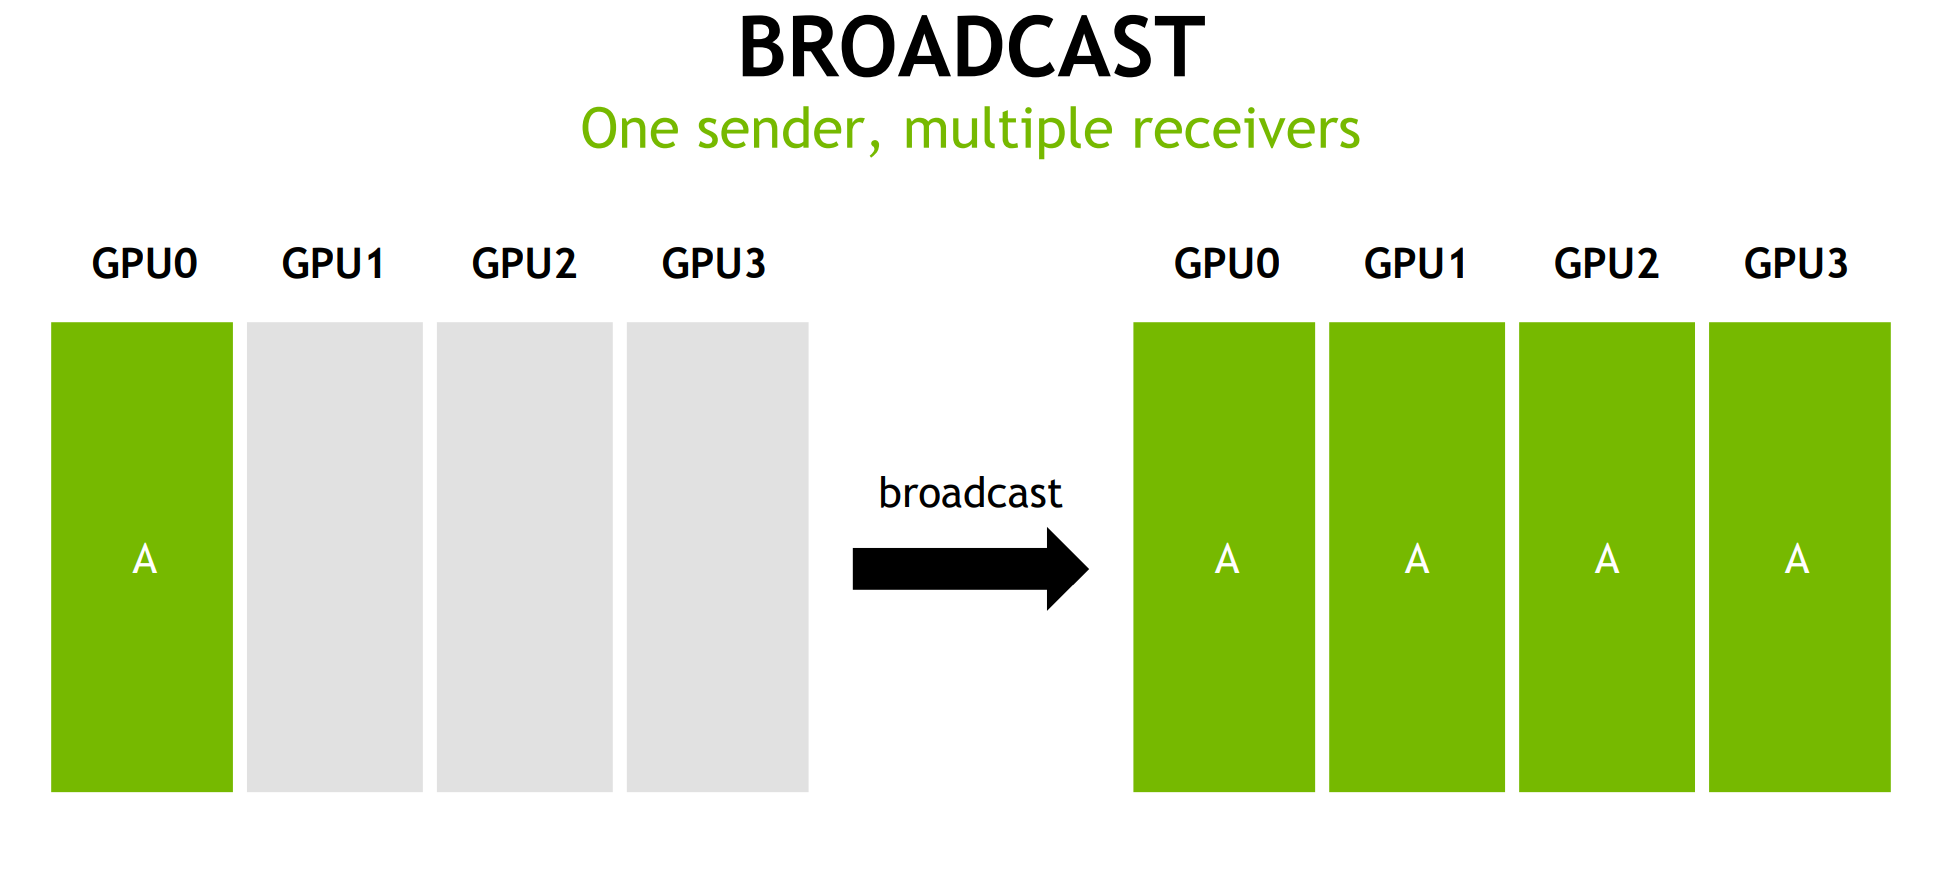 BROADCAST
One sender, multiple receivers
GPU0 GPU1 GPU2 GPU3 GPU0 GPU1 GPU2 GPU3
broadcast
A A A A A